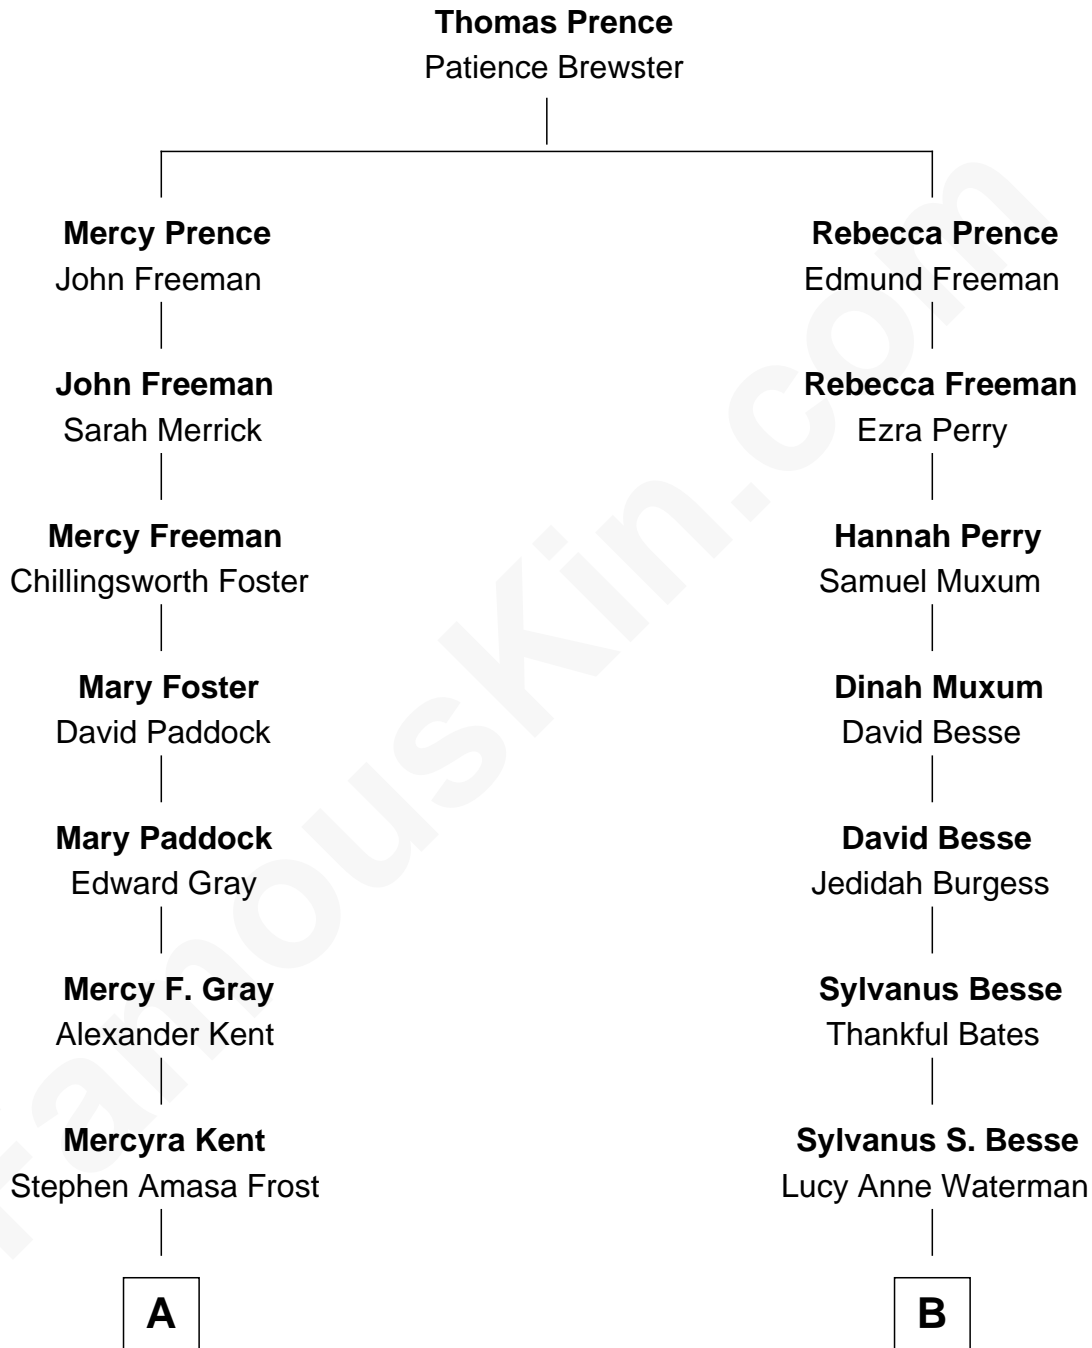 Thomas Prence
Patience Brewster
Mercy Prence
John Freeman
Rebecca Prence
Edmund Freeman
John Freeman
Sarah Merrick
Rebecca Freeman
Ezra Perry
Mercy Freeman
Chillingsworth Foster
Hannah Perry
Samuel Muxum
Mary Foster
David Paddock
Dinah Muxum
David Besse
Mary Paddock
Edward Gray
David Besse
Jedidah Burgess
Mercy F. Gray
Alexander Kent
Sylvanus Besse
Thankful Bates
Mercyra Kent
Stephen Amasa Frost
Sylvanus S. Besse
Lucy Anne Waterman
A
B
FamousKin.com